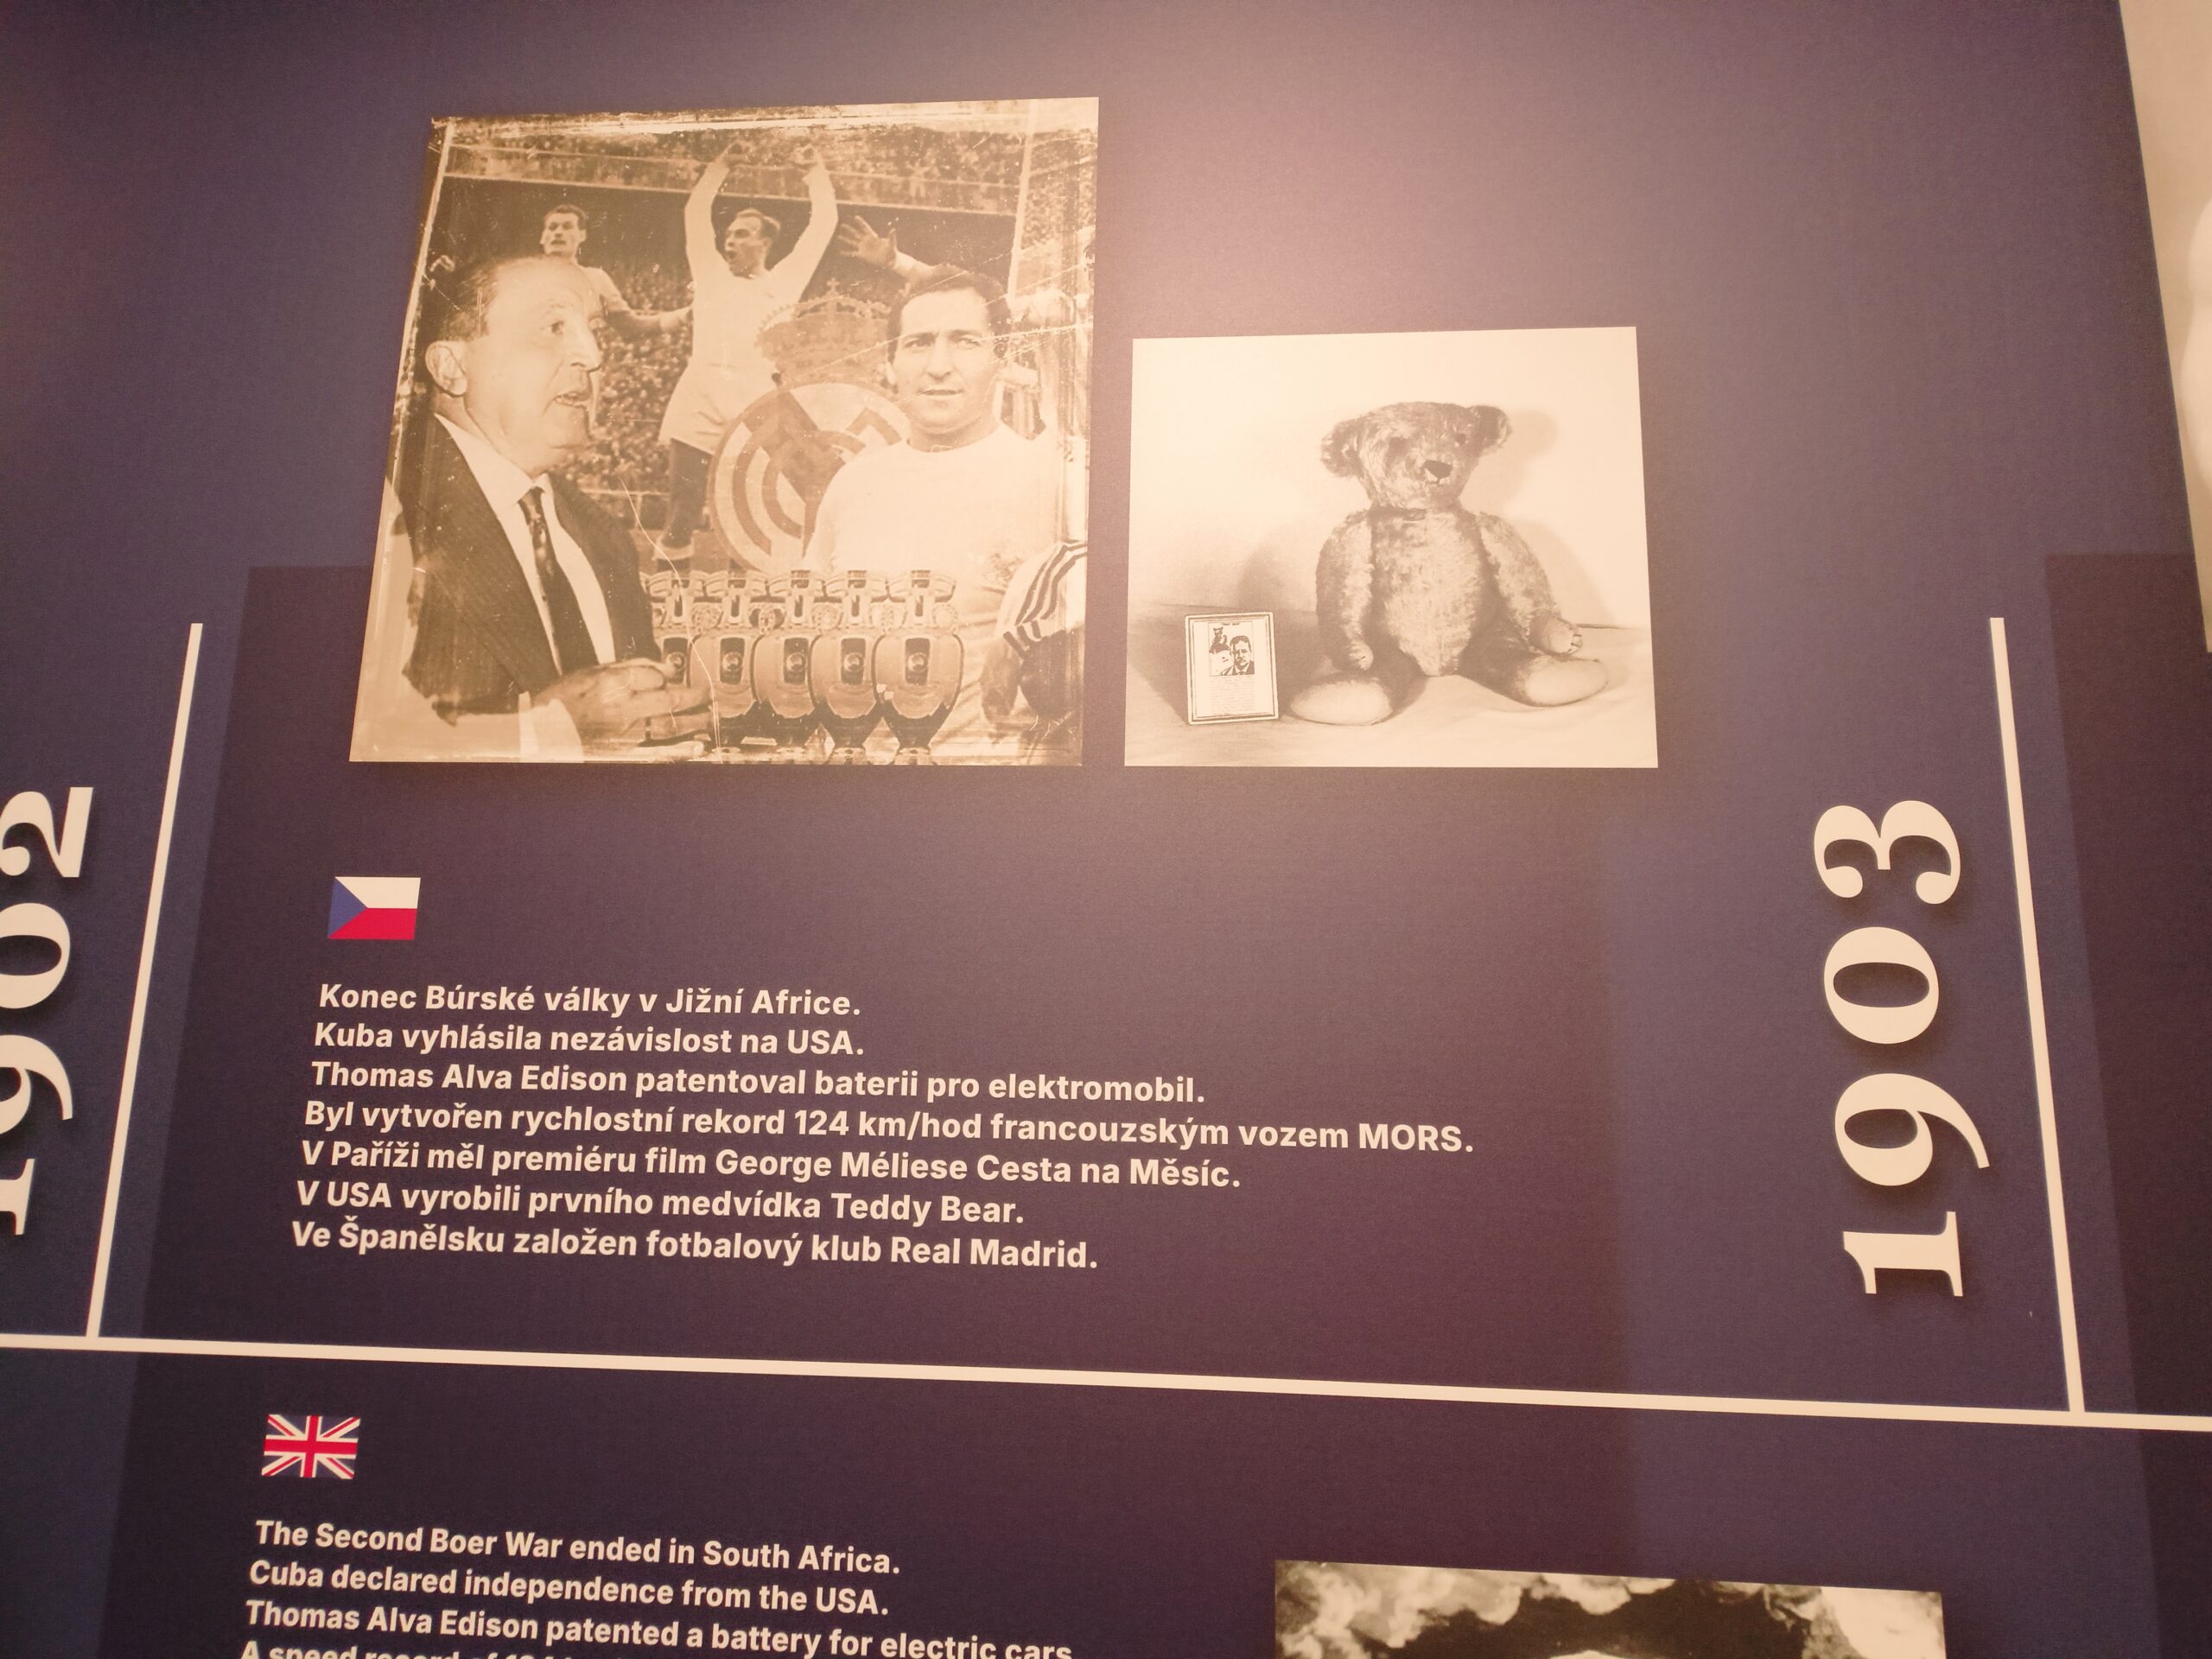 1902
Konec Búrské války v Jižní Africe.
Kuba vyhlásila nezávislost na USA.
Thomas Alva Edison patentoval baterii pro elektromobil.
Byl vytvořen rychlostní rekord 124 km/hod francouzským vozem MORS.
V Paříži měl premiéru film George Méliese Cesta na Měsíc.
V USA vyrobili prvního medvídka Teddy Bear.
Ve Španělsku založen fotbalový klub Real Madrid.
1903
The Second Boer War ended in South Africa.
Cuba declared independence from the USA.
Thomas Alva Edison patented a battery for electric cars
A speed record of